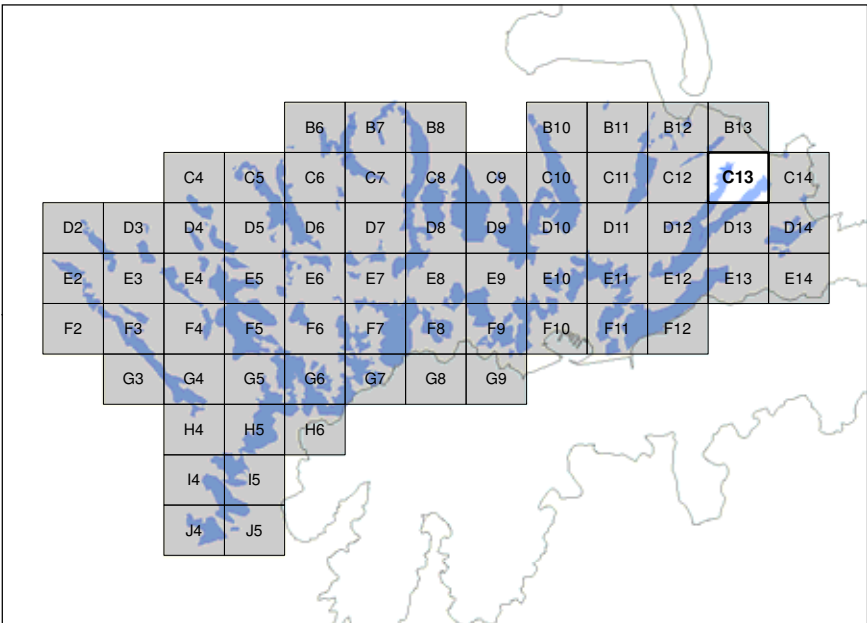 B6 B7 B8 B10 B11 B12 B13
C4 C5 C6 C7 C8 C9 C10 C11 C12 C13 C14
D2 D3 D4 D5 D6 D7 D8 D9 D10 D11 D12 D13 D14
E2 E3 E4 E5 E6 E7 E8 E9 E10 E11 E12 E13 E14
F2 F3 F4 F5 F6 F7 F8 F9 F10 F11 F12
G3 G4 G5 G6 G7 G8 G9
H4 H5 H6
I4 I5
J4 J5